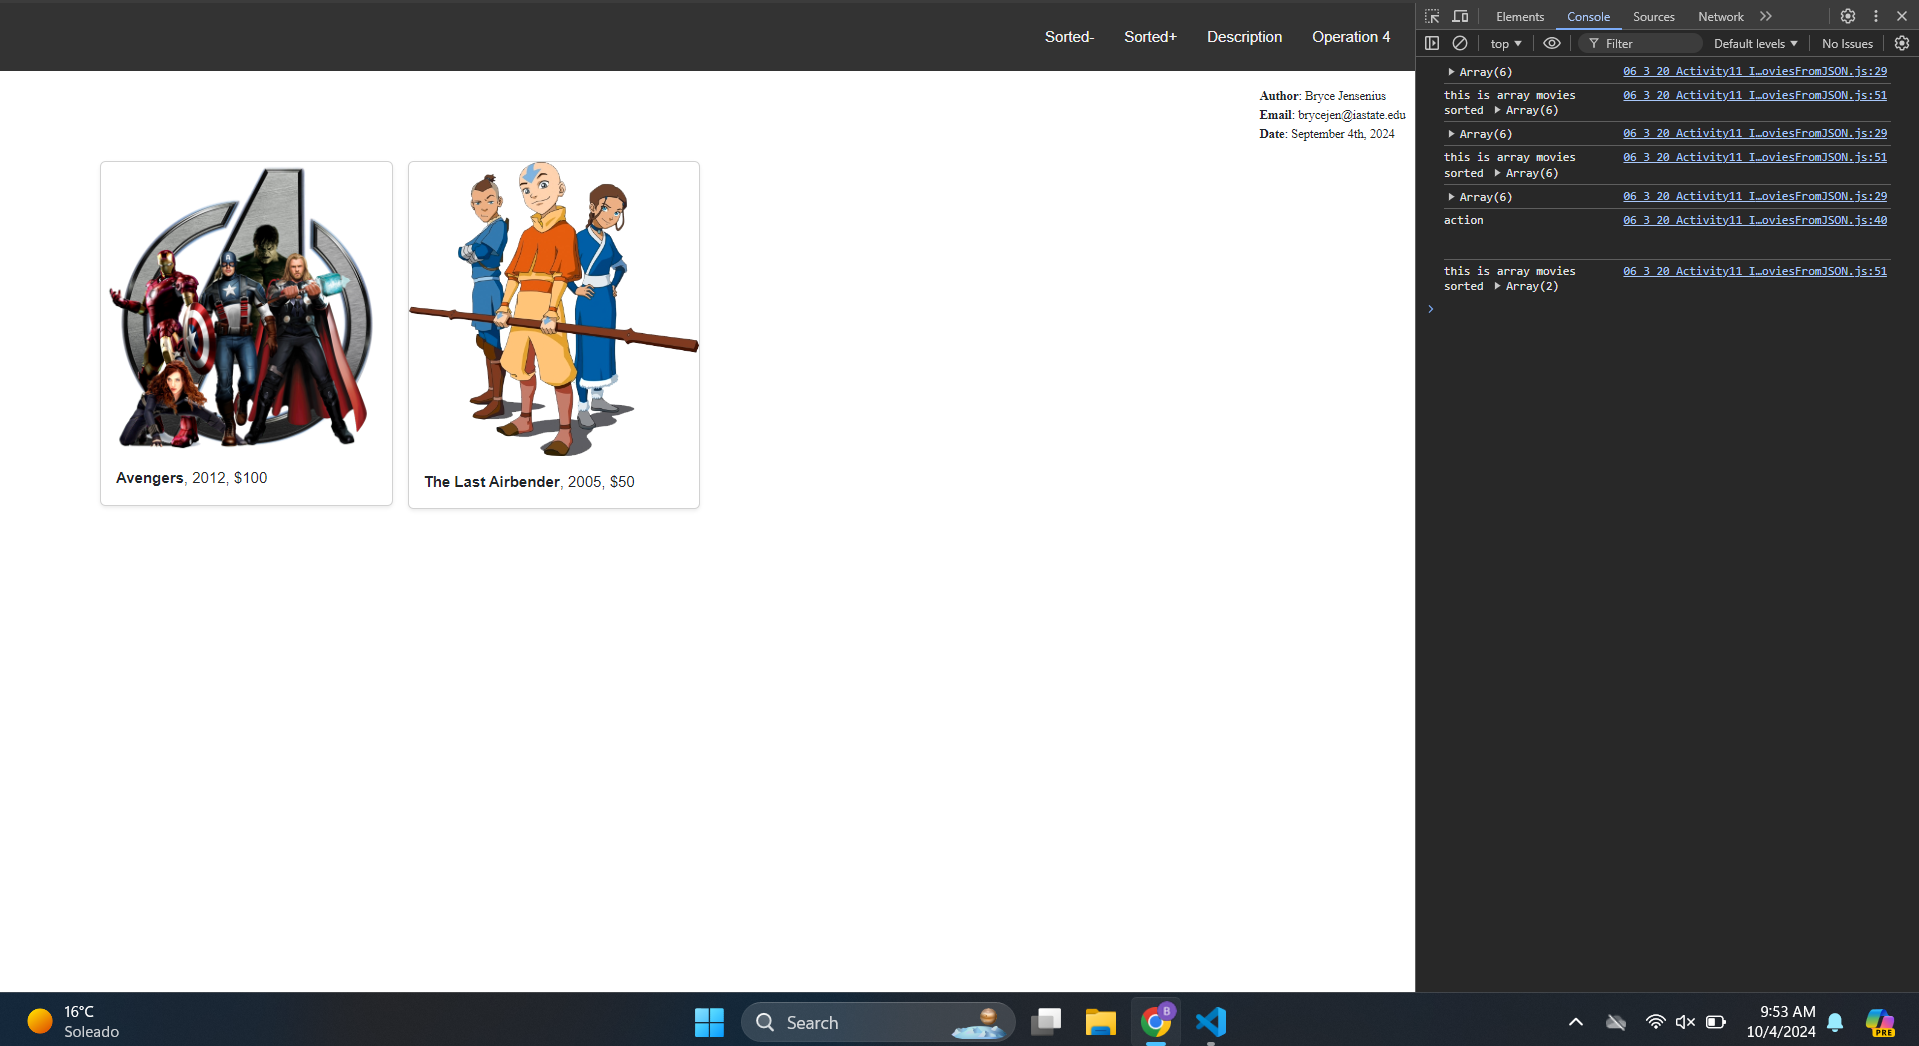 Sorted-
Sorted+
Description
Operation 4
Author: Bryce Jensenius
Email: brycejen@iastate.edu
Date: September 4th, 2024
Avengers, 2012, $100
The Last Airbender, 2005, $50
Elements
Console
Sources
Network
top
Filter
Default levels
No Issues
Array(6)
06_3_20_Activity11_I…oviesFromJSON.js:29
this is array movies
06_3_20_Activity11_I…oviesFromJSON.js:51
sorted Array(6)
Array(6)
06_3_20_Activity11_I…oviesFromJSON.js:29
this is array movies
06_3_20_Activity11_I…oviesFromJSON.js:51
sorted Array(6)
Array(6)
06_3_20_Activity11_I…oviesFromJSON.js:29
action
06_3_20_Activity11_I…oviesFromJSON.js:40
this is array movies
06_3_20_Activity11_I…oviesFromJSON.js:51
sorted Array(2)
16°C
Soleado
Search
B
9:53 AM
10/4/2024
PRE